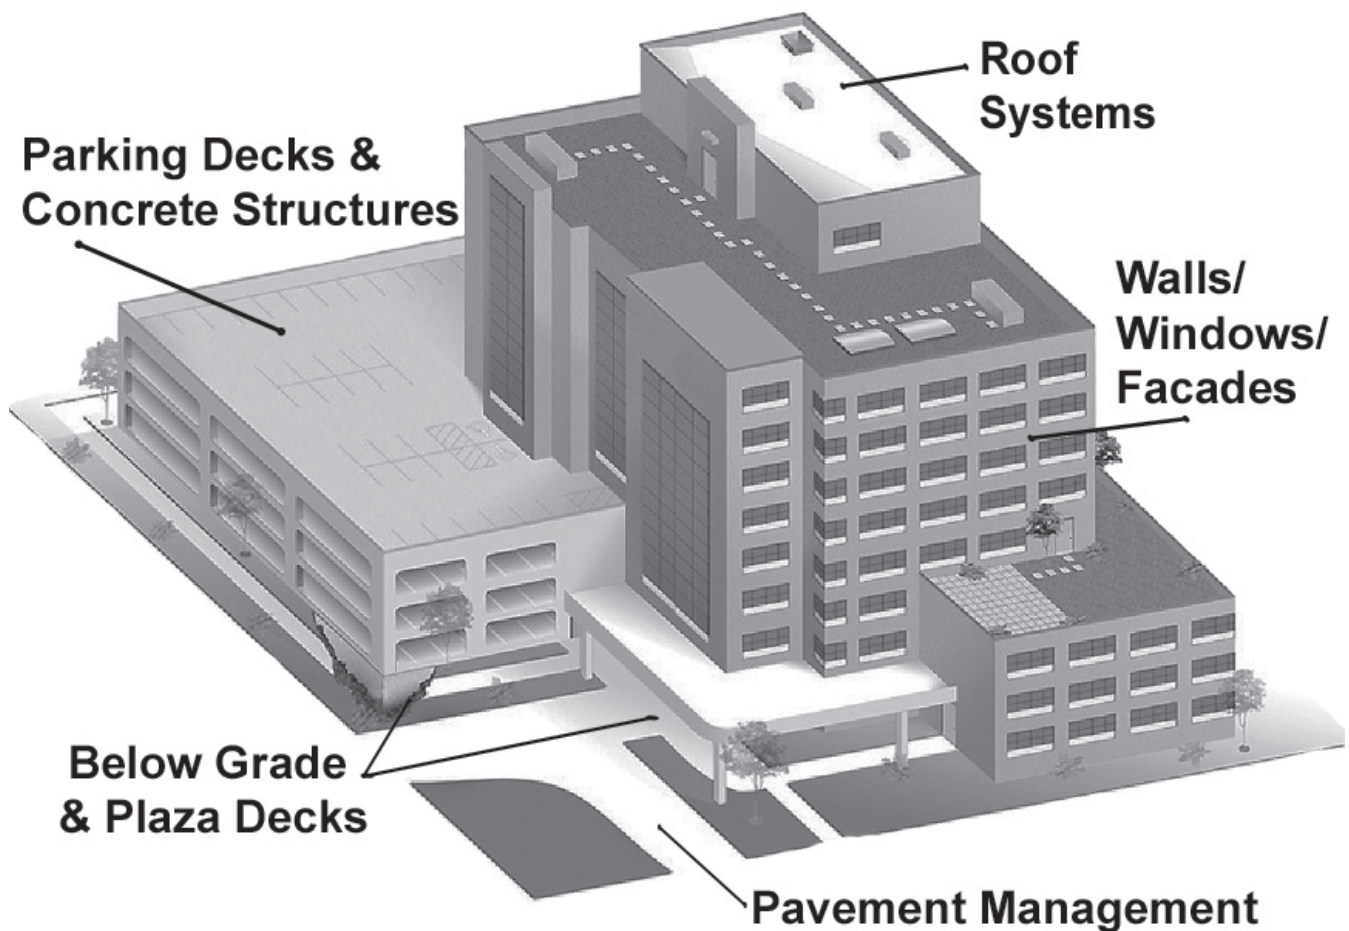 Roof
Systems
Parking Decks &
Concrete Structures
Walls/
Windows/
Facades
Below Grade
& Plaza Decks
Pavement Management